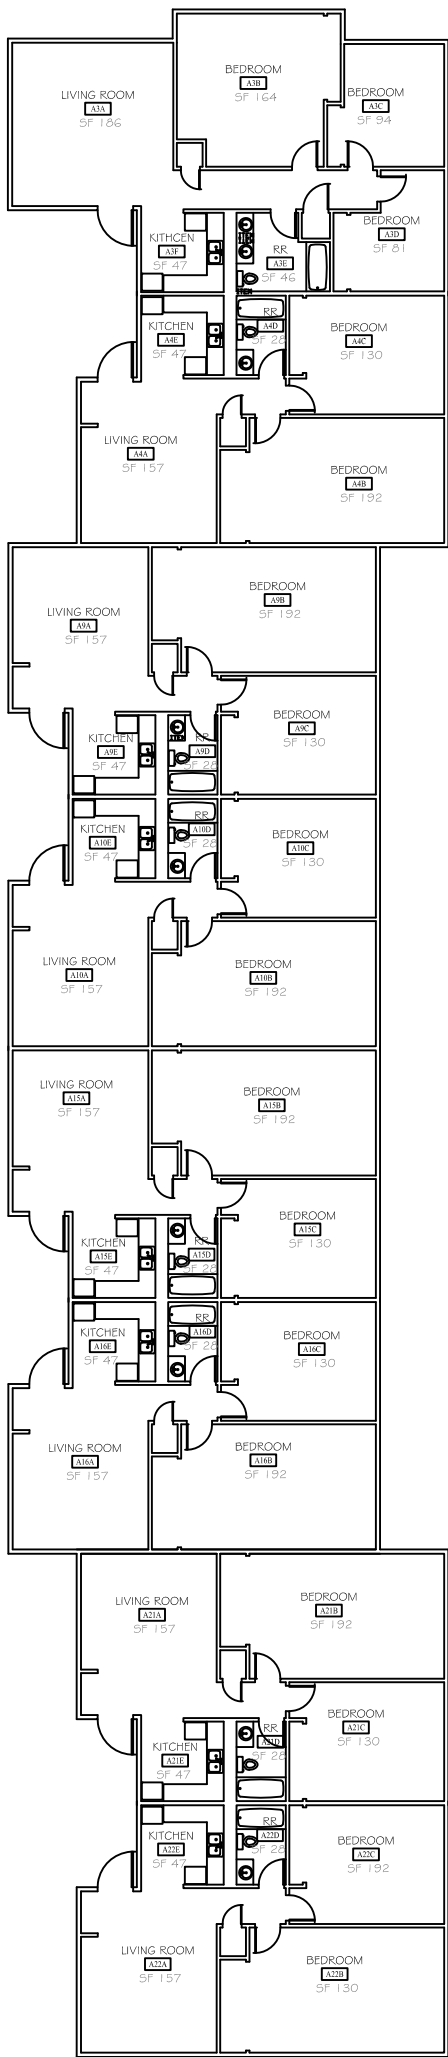 BEDROOM
A3B
SF 164
LIVING ROOM
A3A
SF 186
BEDROOM
A3C
SF 94
KITHCEN
A3F
SF 47
RR
A3E
SF 46
BEDROOM
A3D
SF 81
KITCHEN
A4E
SF 47
RR
A4D
SF 28
BEDROOM
A4C
SF 130
LIVING ROOM
A4A
SF 157
BEDROOM
A4B
SF 192
LIVING ROOM
A9A
SF 157
BEDROOM
A9B
SF 192
KITCHEN
A9E
SF 47
RR
A9D
SF 28
BEDROOM
A9C
SF 130
KITCHEN
A10E
SF 47
RR
A10D
SF 28
BEDROOM
A10C
SF 130
LIVING ROOM
A10A
SF 157
BEDROOM
A10B
SF 192
LIVING ROOM
A15A
SF 157
BEDROOM
A15B
SF 192
KITCHEN
A15E
SF 47
RR
A15D
SF 28
BEDROOM
A15C
SF 130
KITCHEN
A16E
SF 47
RR
A16D
SF 28
BEDROOM
A16C
SF 130
LIVING ROOM
A16A
SF 157
BEDROOM
A16B
SF 192
LIVING ROOM
A21A
SF 157
BEDROOM
A21B
SF 192
KITCHEN
A21E
SF 47
RR
A21D
SF 28
BEDROOM
A21C
SF 130
KITCHEN
A22E
SF 47
RR
A22D
SF 28
BEDROOM
A22C
SF 192
LIVING ROOM
A22A
SF 157
BEDROOM
A22B
SF 130